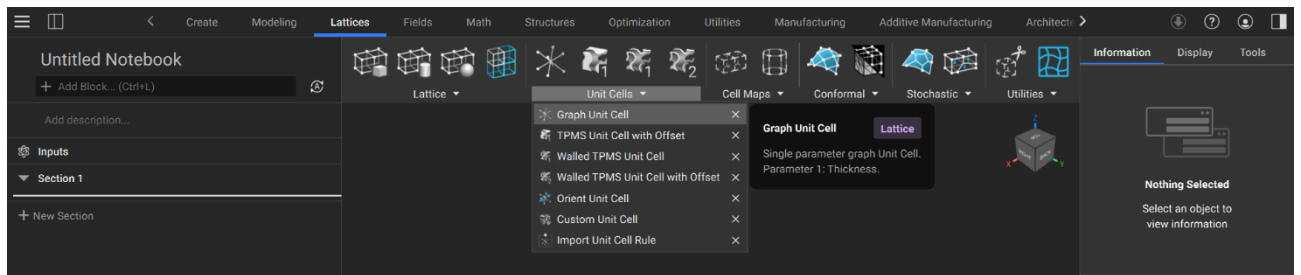 Create Modeling Lattices Fields Math Structures Optimization Utilities Manufacturing Additive Manufacturing Architectu
Untitled Notebook
+ Add Block... (Ctrl+L)
Add description...
Inputs
Section 1
+ New Section
Lattice
Unit Cells
Cell Maps
Conformal
Stochastic
Utilities
Graph Unit Cell
TPMS Unit Cell with Offset
Walled TPMS Unit Cell
Walled TPMS Unit Cell with Offset
Orient Unit Cell
Custom Unit Cell
Import Unit Cell Rule
Graph Unit Cell Lattice
Single parameter graph Unit Cell.
Parameter 1: Thickness.
Information Display Tools
Nothing Selected
Select an object to
view information